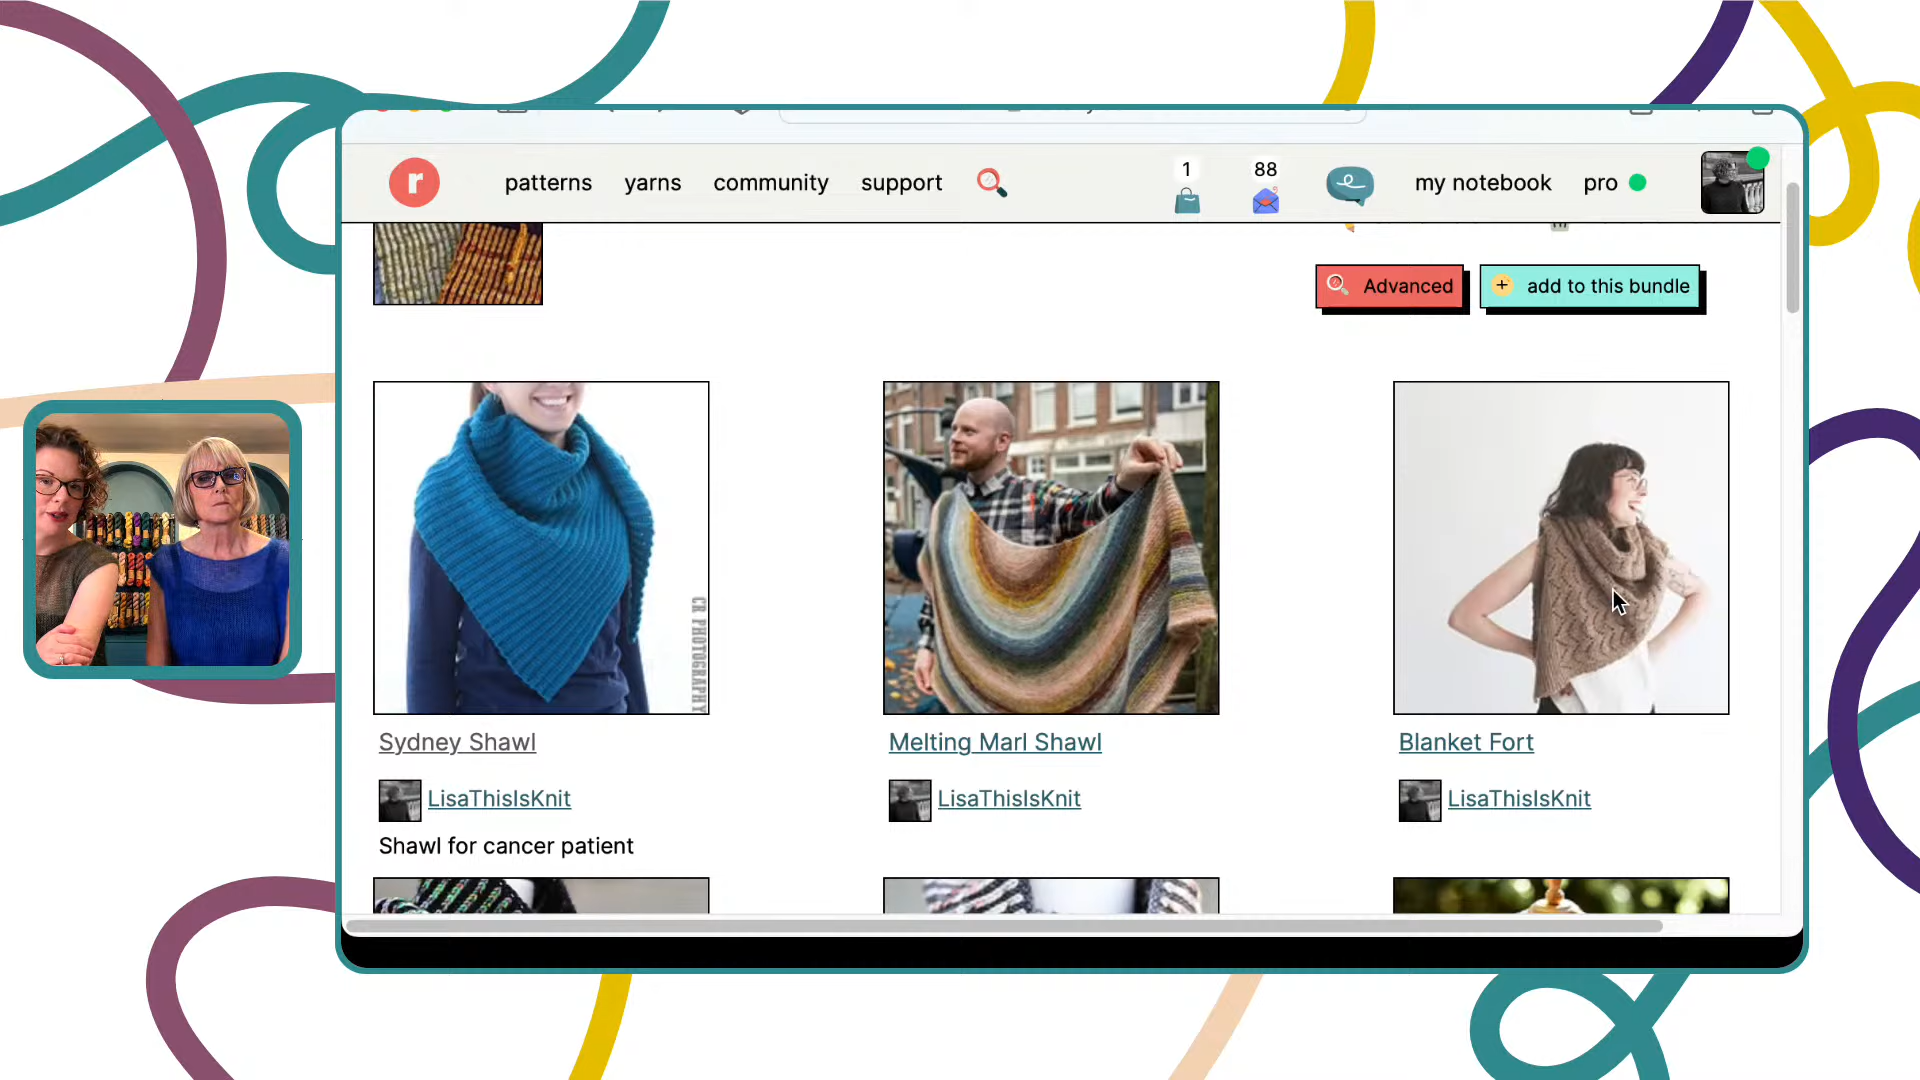 r
patterns yarns community support 1 88 my notebook pro
Advanced add to this bundle
CR PHOTOGRAPHY
Sydney Shawl Melting Marl Shawl Blanket Fort
LisaThisIsKnit LisaThisIsKnit LisaThisIsKnit
Shawl for cancer patient